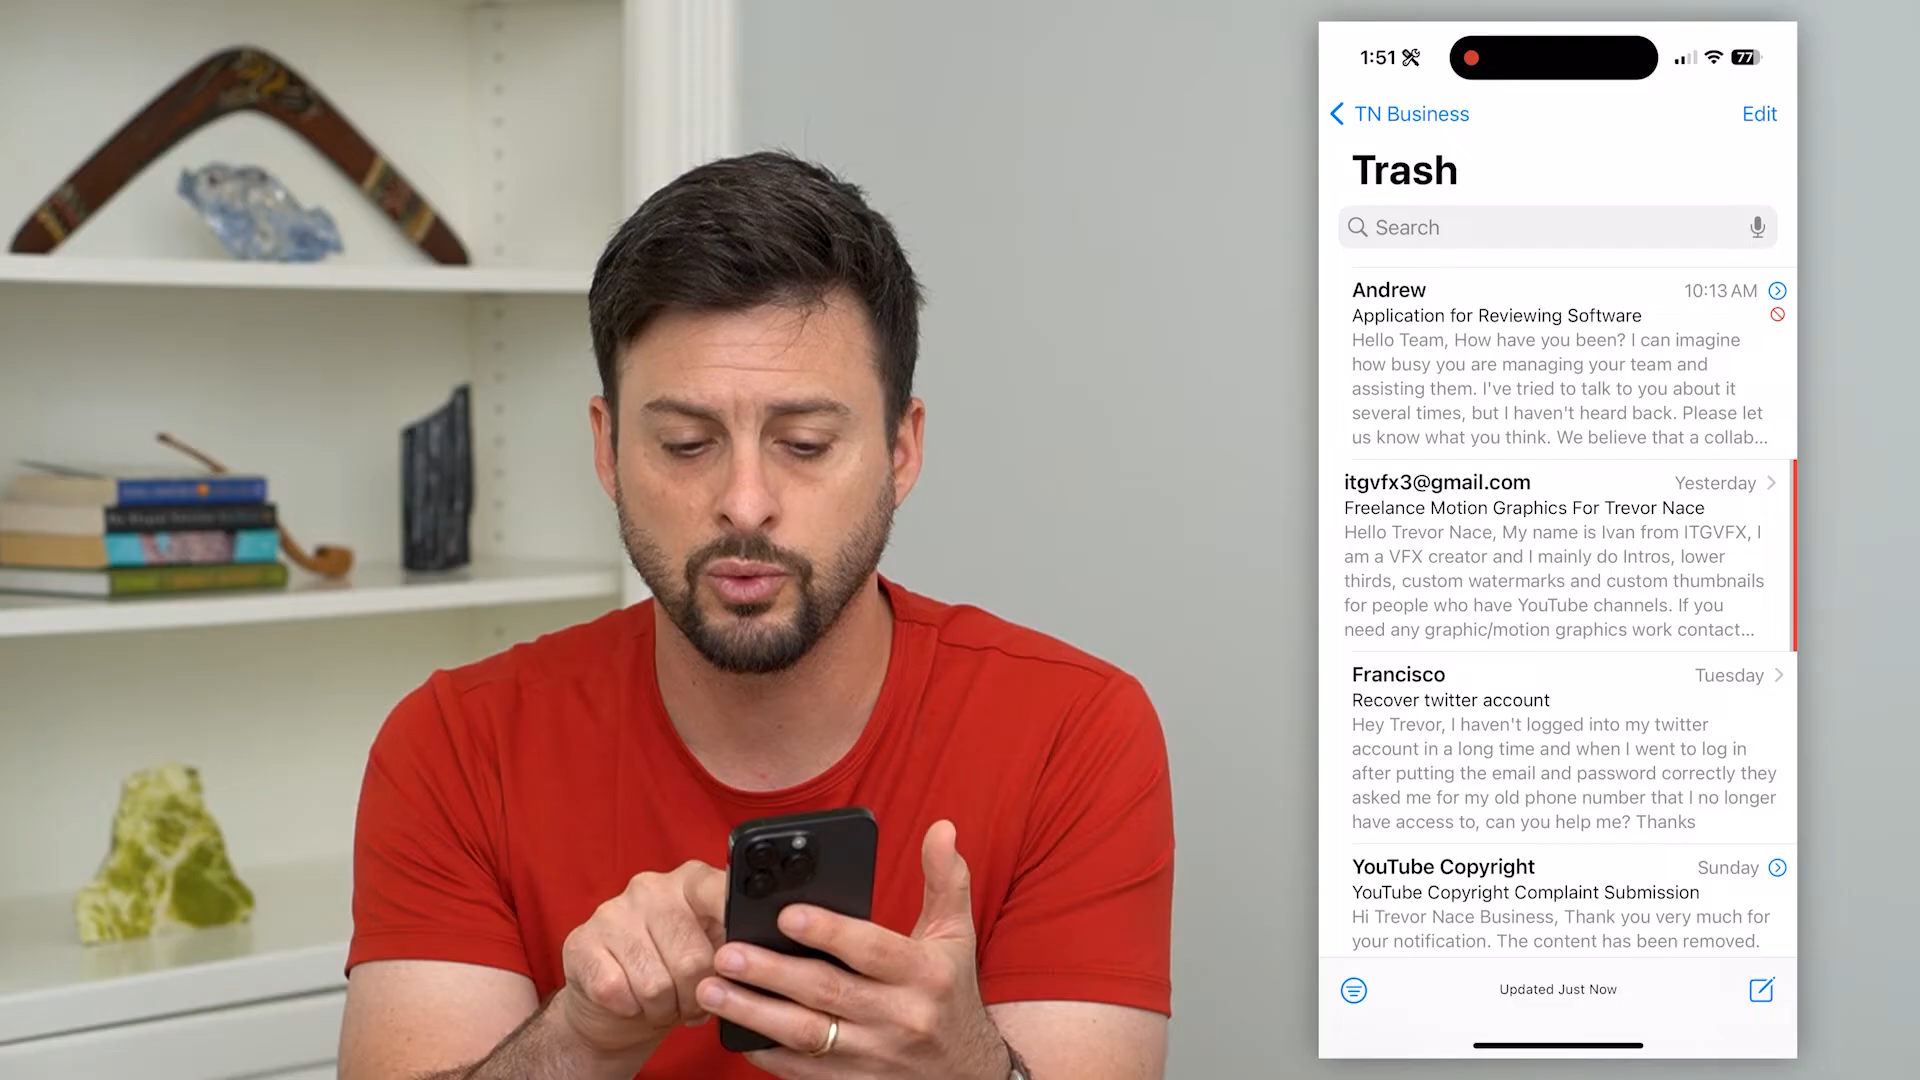 1:51
77
TN Business
Edit
Trash
Search
Andrew
10:13 AM
Application for Reviewing Software
Hello Team, How have you been? I can imagine
how busy you are managing your team and
assisting them. I've tried to talk to you about it
several times, but I haven't heard back. Please let
us know what you think. We believe that a collab...
itgvfx3@gmail.com
Yesterday
Freelance Motion Graphics For Trevor Nace
Hello Trevor Nace, My name is Ivan from ITGVFX, I
am a VFX creator and I mainly do Intros, lower
thirds, custom watermarks and custom thumbnails
for people who have YouTube channels. If you
need any graphic/motion graphics work contact...
Francisco
Tuesday
Recover twitter account
Hey Trevor, I haven't logged into my twitter
account in a long time and when I went to log in
after putting the email and password correctly they
asked me for my old phone number that I no longer
have access to, can you help me? Thanks
YouTube Copyright
Sunday
YouTube Copyright Complaint Submission
Hi Trevor Nace Business, Thank you very much for
your notification. The content has been removed.
Updated Just Now